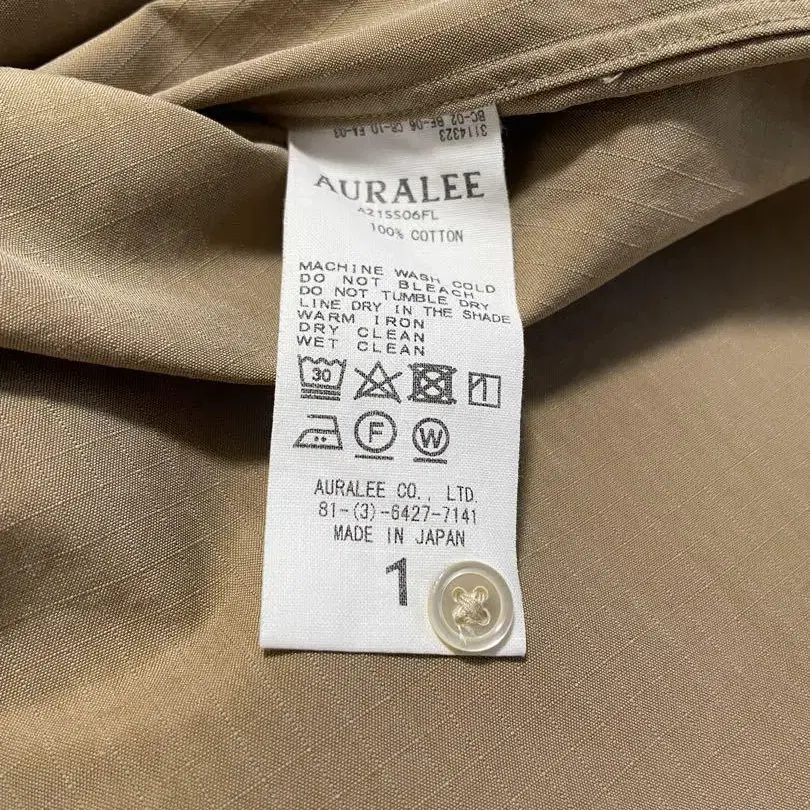 3114323
BC-02 BE-06 CB-10 EA-03
AURALEE
A21SS06FL
100% COTTON
MACHINE WASH COLD
DO NOT BLEACH
DO NOT TUMBLE DRY
LINE DRY IN THE SHADE
WARM IRON
DRY CLEAN
WET CLEAN
30
F
W
AURALEE CO., LTD.
81-(3)-6427-7141
MADE IN JAPAN
1